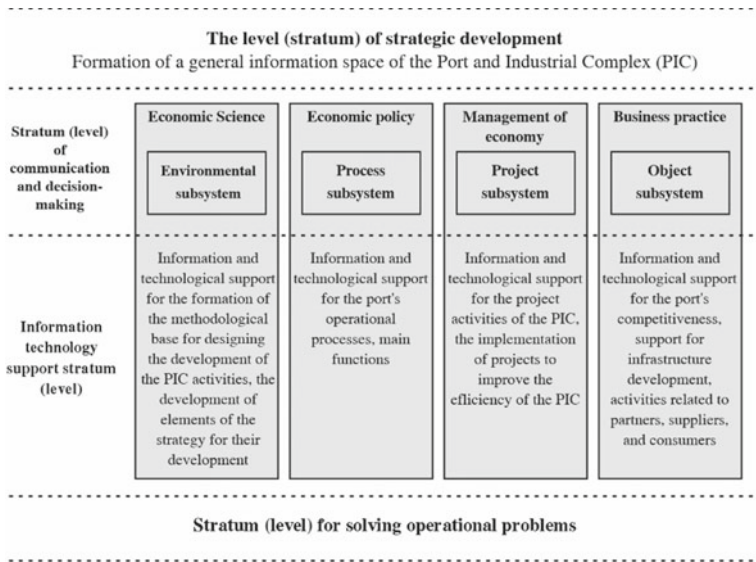 The level (stratum) of strategic development
Formation of a general information space of the Port and Industrial Complex (PIC)
Stratum (level)
of
communication
and decision-
making
Economic Science
Environmental
subsystem
Economic policy
Process
subsystem
Management of
economy
Project
subsystem
Business practice
Object
subsystem
Information
technology
support stratum
(level)
Information and
technological support
for the formation of
the methodological
base for designing
the development of
the PIC activities, the
development of
elements of the
strategy for their
development
Information and
technological support
for the port's
operational
processes, main
functions
Information and
technological support
for the project
activities of the PIC,
the implementation
of projects to
improve the
efficiency of the PIC
Information and
technological support
for the port's
competitiveness,
support for
infrastructure
development,
activities related to
partners, suppliers,
and consumers
Stratum (level) for solving operational problems